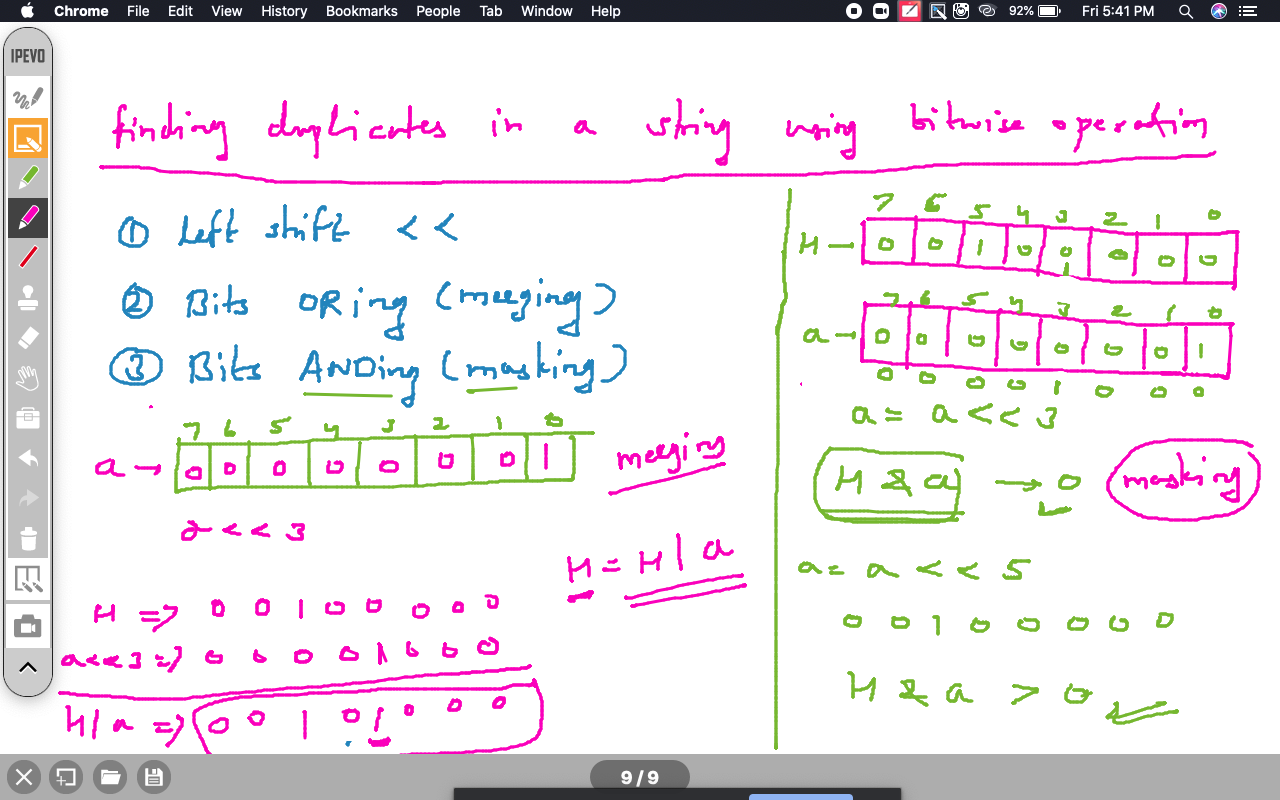 Chrome File Edit View History Bookmarks People Tab Window Help 92% Fri 5:41 PM
IPEVO
finding duplicates in a string using bitwise operation
① Left shift <<
② Bits ORing (merging)
③ Bits ANDing (masking)
7 6 5 4 3 2 1 0
a → 0 0 0 0 0 0 0 1
merging
2 << 3
H = H | a
H => 0 0 1 0 0 0 0 0
a<<3 => 0 0 0 0 1 0 0 0
H | a => 0 0 1 0 1 0 0 0
7 6 5 4 3 2 1 0
H → 0 0 1 0 0 0 0 0
1
7 6 5 4 3 2 1 0
a → 0 0 0 0 0 0 0 1
0 0 0 0 1 0 0 0
a = a << 3
H & a → 0 masking
a = a << 5
0 0 1 0 0 0 0 0
H & a > 0
9 / 9